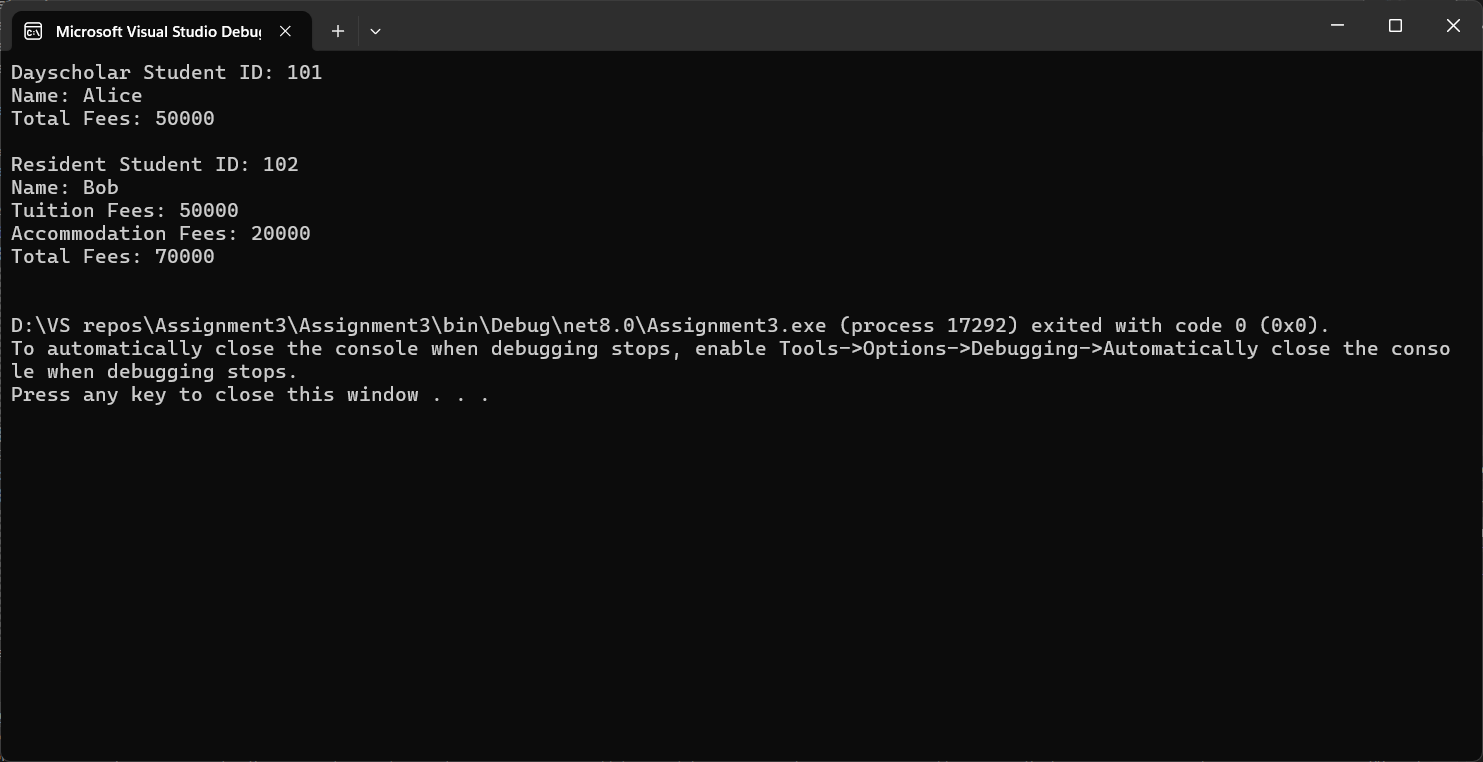 Microsoft Visual Studio Debug
Dayscholar Student ID: 101
Name: Alice
Total Fees: 50000
Resident Student ID: 102
Name: Bob
Tuition Fees: 50000
Accommodation Fees: 20000
Total Fees: 70000
D:\VS repos\Assignment3\Assignment3\bin\Debug\net8.0\Assignment3.exe (process 17292) exited with code 0 (0x0).
To automatically close the console when debugging stops, enable Tools->Options->Debugging->Automatically close the conso
le when debugging stops.
Press any key to close this window . . .